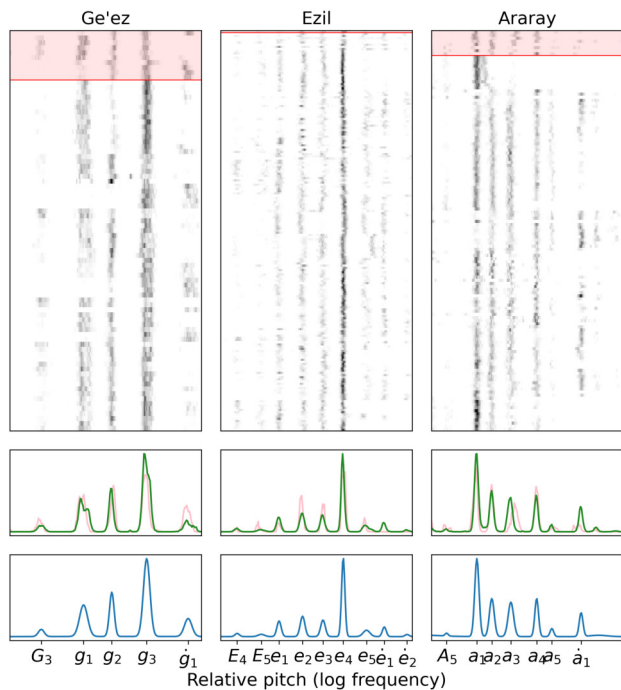 Ge'ez Ezil Araray
G₃ g₁ g₂ g₃ ġ₁ E₄ E₅ e₁ e₂ e₃ e₄ e₅ ė₁ ė₂ A₅ a₁ a₂ a₃ a₄ a₅ ȧ₁
Relative pitch (log frequency)